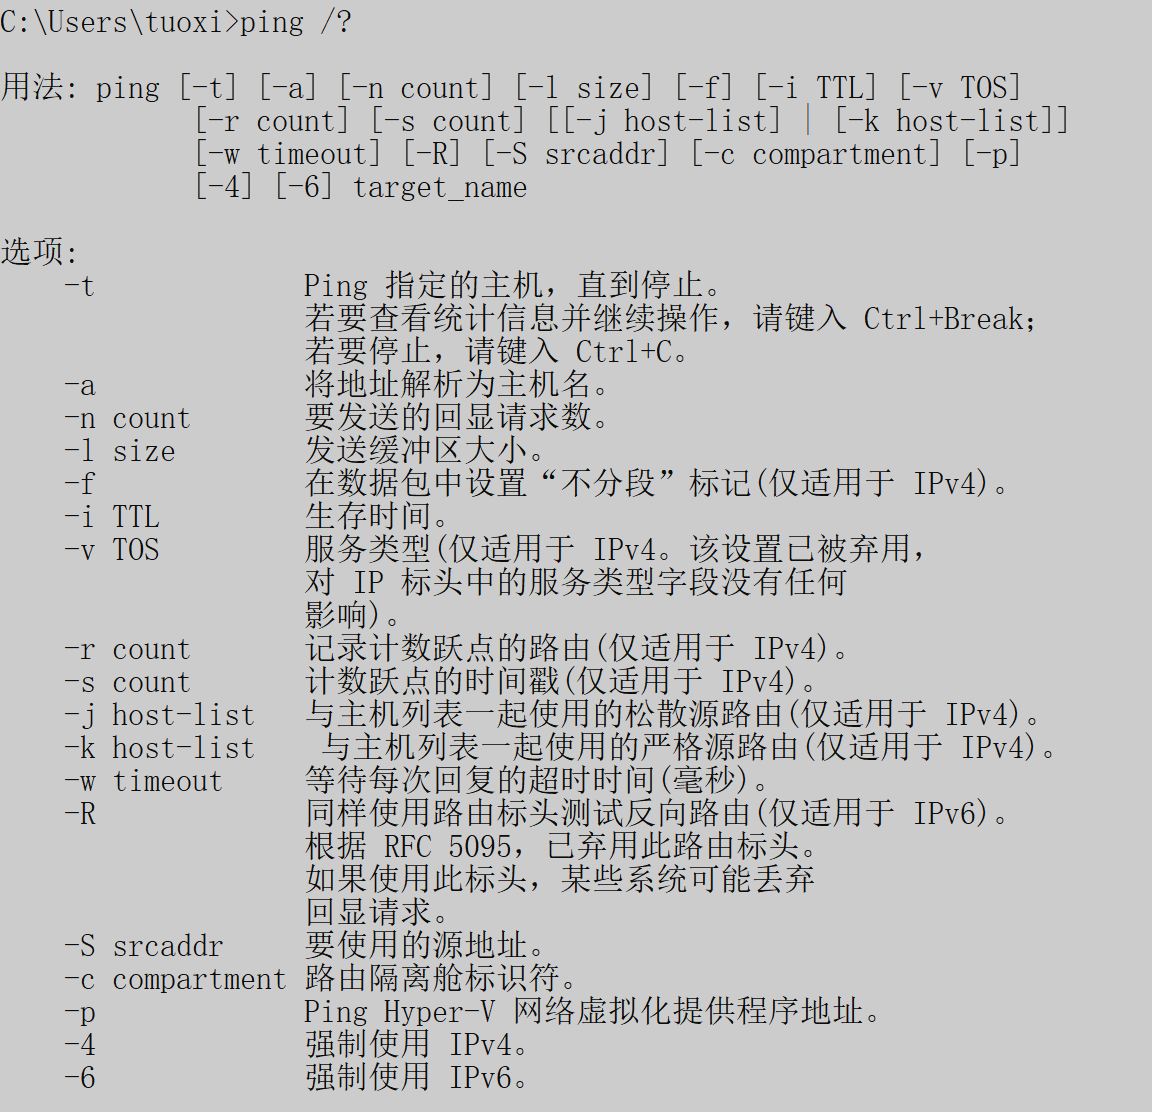 C:\Users\tuoxi>ping /?
用法: ping [-t] [-a] [-n count] [-l size] [-f] [-i TTL] [-v TOS]
[-r count] [-s count] [[-j host-list] | [-k host-list]]
[-w timeout] [-R] [-S srcaddr] [-c compartment] [-p]
[-4] [-6] target_name
选项:
-t Ping 指定的主机，直到停止。
若要查看统计信息并继续操作，请键入 Ctrl+Break；
若要停止，请键入 Ctrl+C。
-a 将地址解析为主机名。
-n count 要发送的回显请求数。
-l size 发送缓冲区大小。
-f 在数据包中设置“不分段”标记(仅适用于 IPv4)。
-i TTL 生存时间。
-v TOS 服务类型(仅适用于 IPv4。该设置已被弃用，
对 IP 标头中的服务类型字段没有任何
影响)。
-r count 记录计数跃点的路由(仅适用于 IPv4)。
-s count 计数跃点的时间戳(仅适用于 IPv4)。
-j host-list 与主机列表一起使用的松散源路由(仅适用于 IPv4)。
-k host-list 与主机列表一起使用的严格源路由(仅适用于 IPv4)。
-w timeout 等待每次回复的超时时间(毫秒)。
-R 同样使用路由标头测试反向路由(仅适用于 IPv6)。
根据 RFC 5095，已弃用此路由标头。
如果使用此标头，某些系统可能丢弃
回显请求。
-S srcaddr 要使用的源地址。
-c compartment 路由隔离舱标识符。
-p Ping Hyper-V 网络虚拟化提供程序地址。
-4 强制使用 IPv4。
-6 强制使用 IPv6。